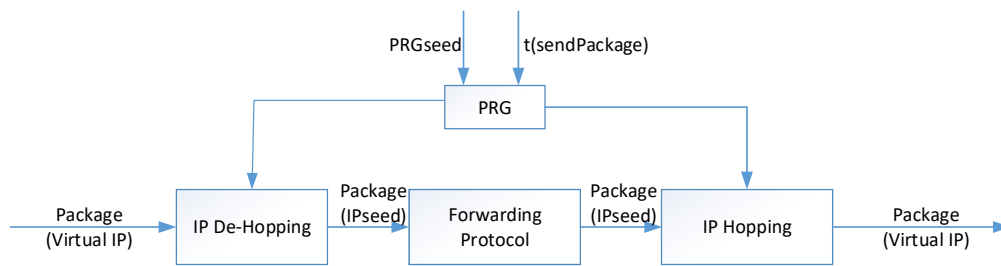 PRGseed
t(sendPackage)
PRG
Package
(Virtual IP)
IP De-Hopping
Package
(IPseed)
Forwarding
Protocol
Package
(IPseed)
IP Hopping
Package
(Virtual IP)